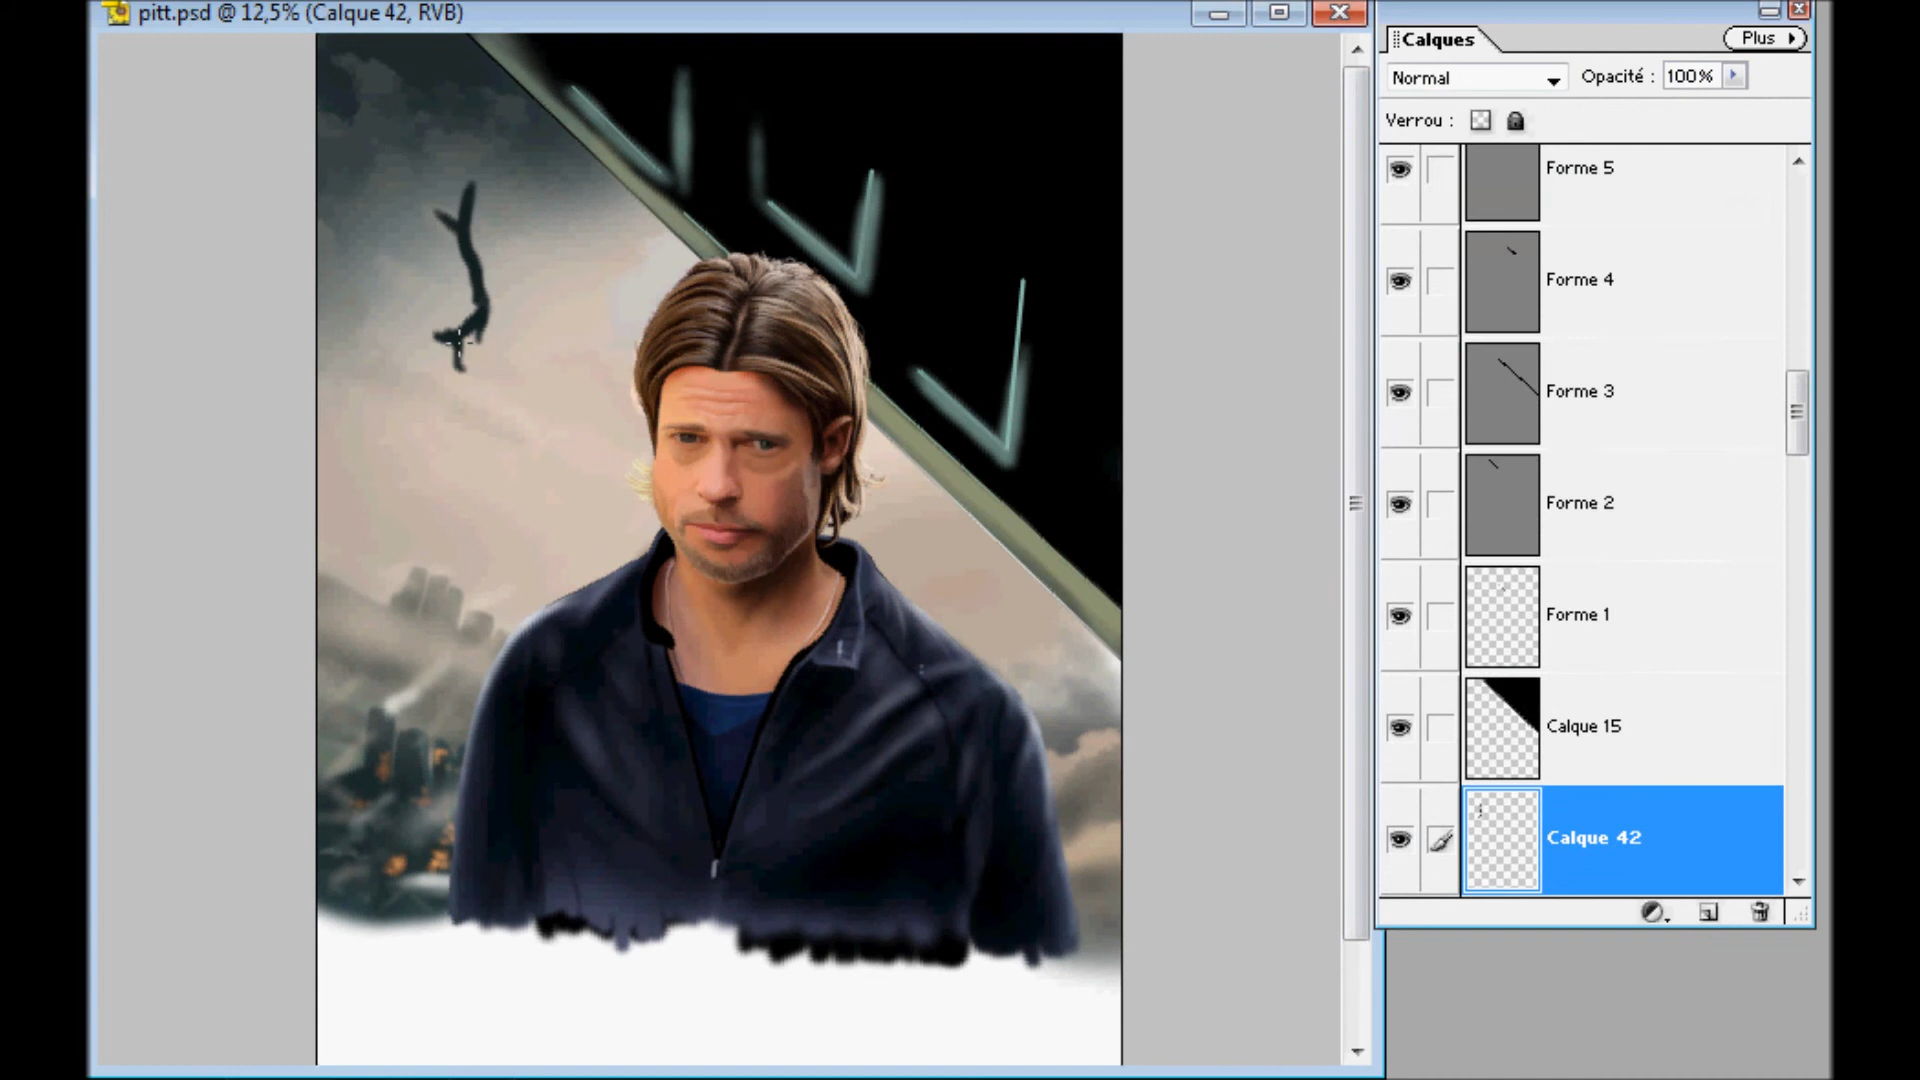 pitt.psd @ 12,5% (Calque 42, RVB)
Calques
Plus
Normal
Opacité : 100%
Verrou :
Forme 5
Forme 4
Forme 3
Forme 2
Forme 1
Calque 15
Calque 42